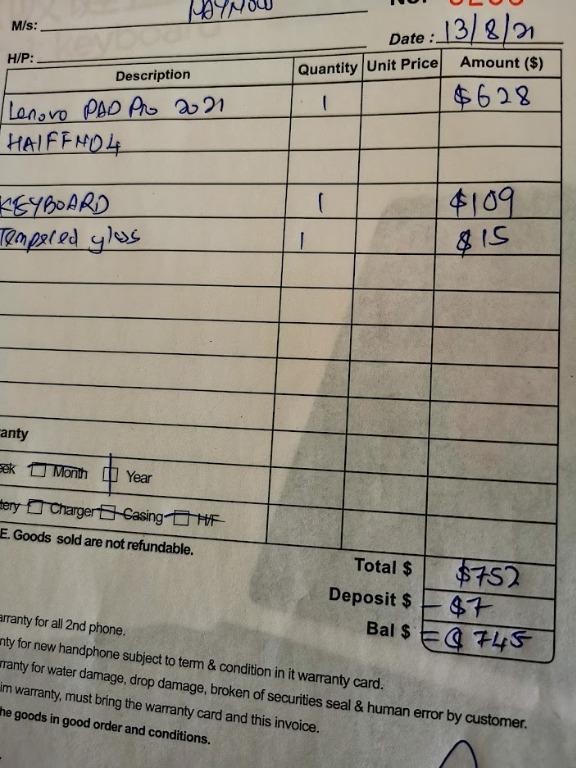 PAYNOW
M/s:
Date : 13/8/21
H/P:
Description Quantity Unit Price Amount ($)
Lenovo PAD Pro 2021 1 $628
KEYBOARD 1 $109
Tempered glass 1 $15
anty
eek Month Year
tery Charger Casing H/F
E. Goods sold are not refundable.
Total $ $752
Deposit $ - $7
Bal $ = $745
arranty for all 2nd phone.
nty for new handphone subject to term & condition in it warranty card.
rranty for water damage, drop damage, broken of securities seal & human error by customer.
im warranty, must bring the warranty card and this invoice.
he goods in good order and conditions.